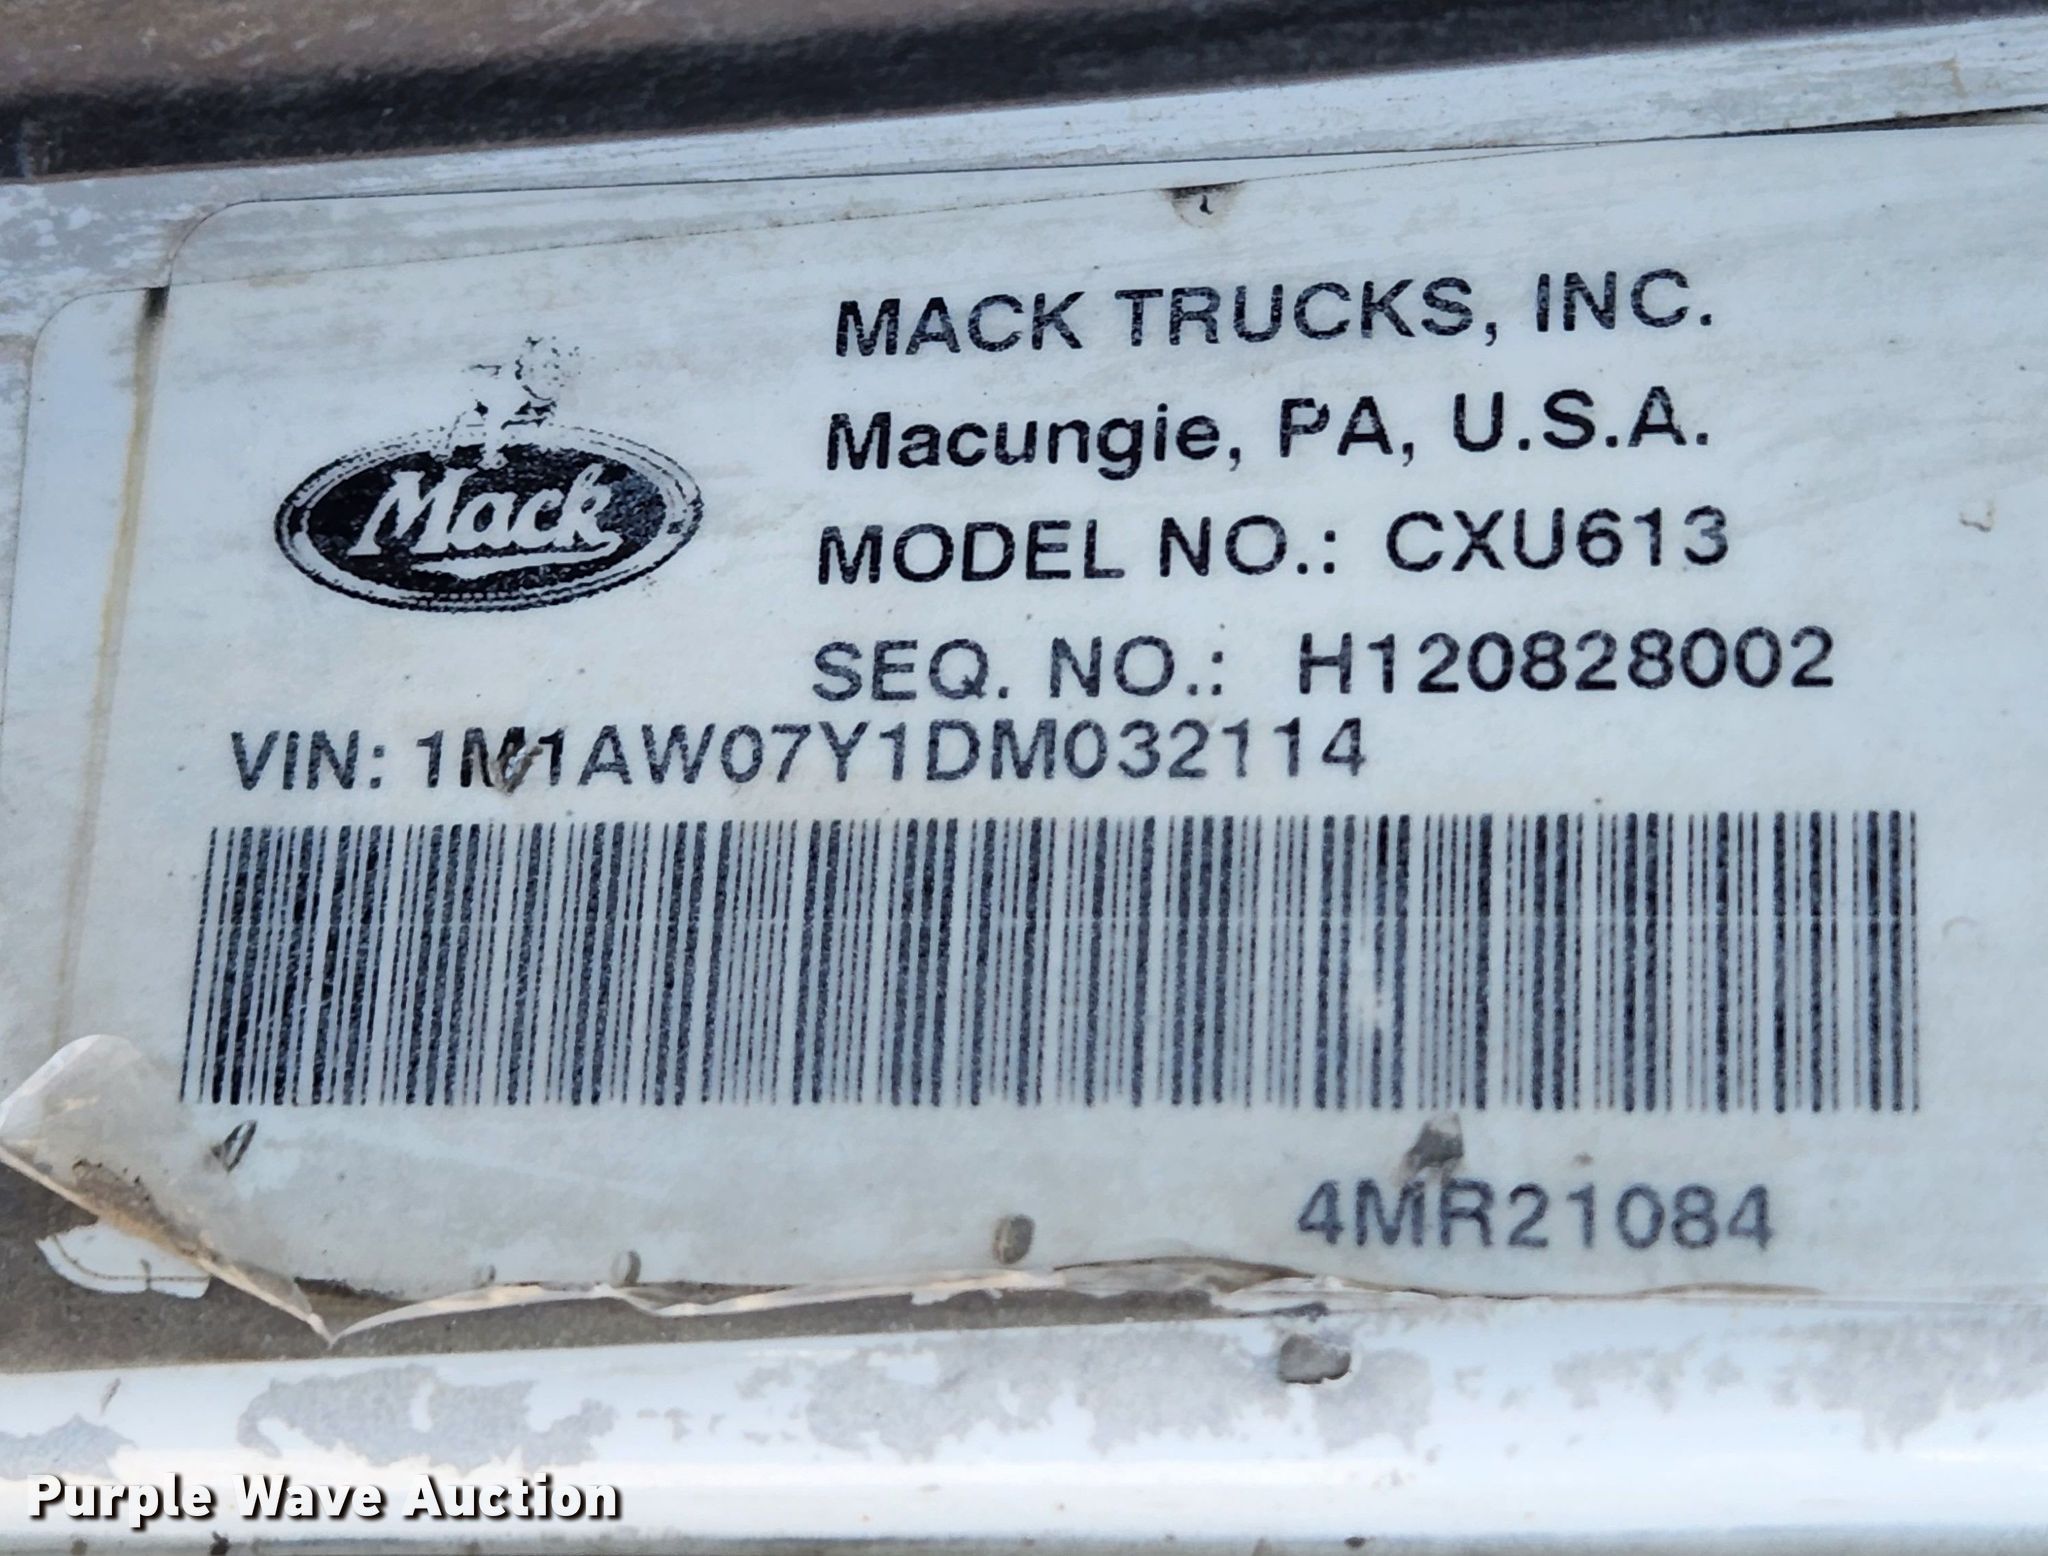 MACK TRUCKS, INC.
Macungie, PA, U.S.A.
Mack
MODEL NO.: CXU613
SEQ. NO.: H120828002
VIN: 1M1AW07Y1DM032114
4MR21084
Purple Wave Auction